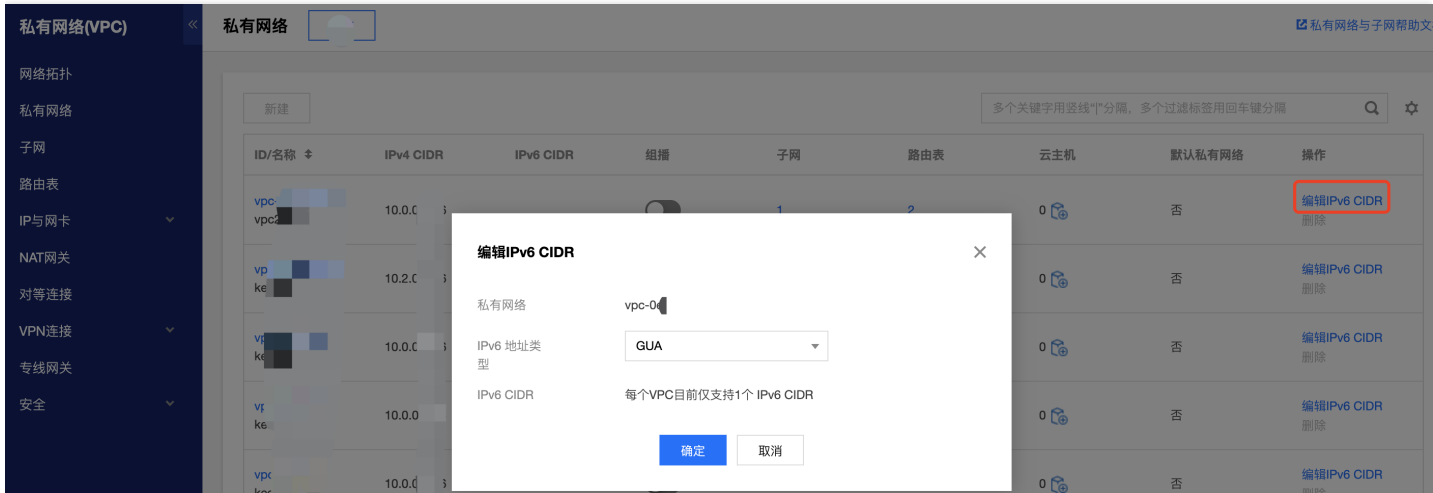 私有网络(VPC)
私有网络
私有网络与子网帮助文
网络拓扑
私有网络
子网
路由表
IP与网卡
NAT网关
对等连接
VPN连接
专线网关
安全
新建
多个关键字用竖线"|"分隔，多个过滤标签用回车键分隔
ID/名称 IPv4 CIDR IPv6 CIDR 组播 子网 路由表 云主机 默认私有网络 操作
vpc- 10.0. 1 2 0 否 编辑IPv6 CIDR
删除
10.2. 0 否 编辑IPv6 CIDR
ke 删除
10.0. 0 否 编辑IPv6 CIDR
删除
10.0.0 0 否 编辑IPv6 CIDR
ke 删除
10.0. 0 否 编辑IPv6 CIDR
编辑IPv6 CIDR
私有网络 vpc-0
IPv6 地址类
型
GUA
IPv6 CIDR 每个VPC目前仅支持1个 IPv6 CIDR
确定 取消